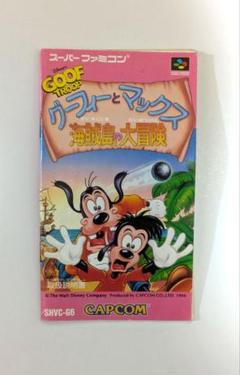 スーパーファミコン
Disney's
GOOF TROOP
グーフィーとマックス
海賊島の大冒険
取扱説明書
© The Walt Disney Company Produced by CAPCOM CO.,LTD. 1994
SHVC-G6 CAPCOM